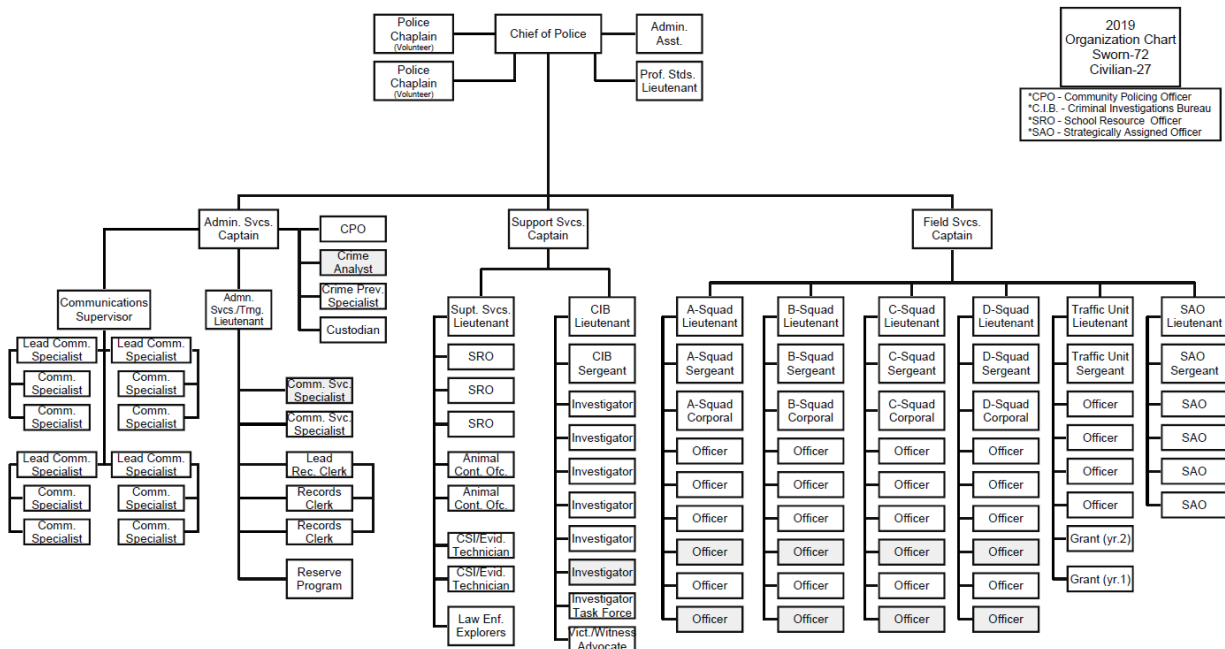 Police
Chaplain
(Volunteer)
Chief of Police
Admin.
Asst.
Police
Chaplain
(Volunteer)
Prof. Stds.
Lieutenant
2019
Organization Chart
Sworn-72
Civilian-27
*CPO - Community Policing Officer
*C.I.B. - Criminal Investigations Bureau
*SRO - School Resource Officer
*SAO - Strategically Assigned Officer
Admin. Svcs.
Captain
Support Svcs.
Captain
Field Svcs.
Captain
CPO
Crime
Analyst
Crime Prev.
Specialist
Custodian
Communications
Supervisor
Lead Comm.
Specialist
Lead Comm.
Specialist
Comm.
Specialist
Comm.
Specialist
Comm.
Specialist
Comm.
Specialist
Lead Comm.
Specialist
Lead Comm.
Specialist
Comm.
Specialist
Comm.
Specialist
Comm.
Specialist
Comm.
Specialist
Admn.
Svcs./Trng.
Lieutenant
Comm. Svc.
Specialist
Comm. Svc.
Specialist
Lead
Rec. Clerk
Records
Clerk
Records
Clerk
Reserve
Program
Supt. Svcs.
Lieutenant
SRO
SRO
SRO
Animal
Cont. Ofc.
Animal
Cont. Ofc.
CSI/Evid.
Technician
CSI/Evid.
Technician
Law Enf.
Explorers
CIB
Lieutenant
CIB
Sergeant
Investigator
Investigator
Investigator
Investigator
Investigator
Investigator
Investigator
Task Force
Vict./Witness
Advocate
A-Squad
Lieutenant
A-Squad
Sergeant
A-Squad
Corporal
Officer
Officer
Officer
Officer
Officer
Officer
B-Squad
Lieutenant
B-Squad
Sergeant
B-Squad
Corporal
Officer
Officer
Officer
Officer
Officer
Officer
C-Squad
Lieutenant
C-Squad
Sergeant
C-Squad
Corporal
Officer
Officer
Officer
Officer
Officer
Officer
D-Squad
Lieutenant
D-Squad
Sergeant
D-Squad
Corporal
Officer
Officer
Officer
Officer
Officer
Officer
Traffic Unit
Lieutenant
Traffic Unit
Sergeant
Officer
Officer
Officer
Officer
Grant (yr.2)
Grant (yr.1)
SAO
Lieutenant
SAO
Sergeant
SAO
SAO
SAO
SAO